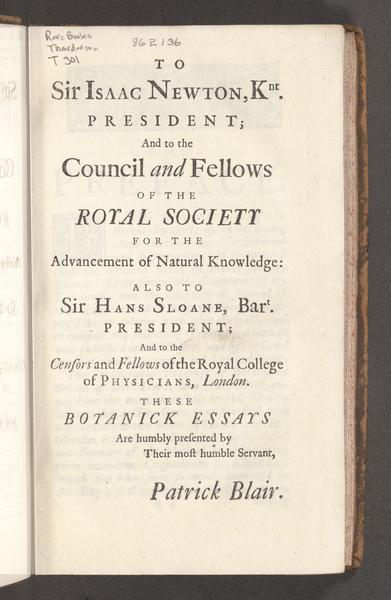 Rare Books
Thordarson
T 301
862136
TO
Sir ISAAC NEWTON, Knt.
PRESIDENT;
And to the
Council and Fellows
OF THE
ROYAL SOCIETY
FOR THE
Advancement of Natural Knowledge:
ALSO TO
Sir HANS SLOANE, Bart.
PRESIDENT;
And to the
Cenſors and Fellows of the Royal College
of PHYSICIANS, London.
THESE
BOTANICK ESSAYS
Are humbly preſented by
Their moſt humble Servant,
Patrick Blair.